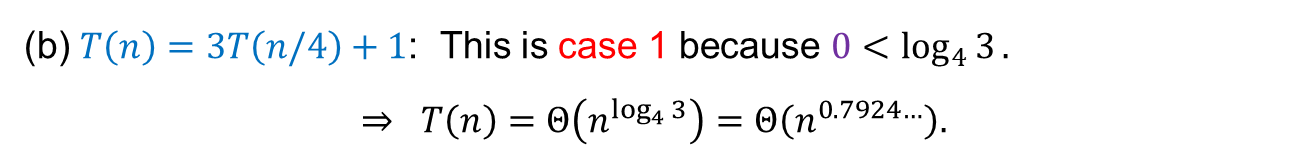 (b) T(n) = 3T(n/4) + 1: This is case 1 because 0 < log₄ 3.
⇒ T(n) = Θ(n^{log₄ 3}) = Θ(n^{0.7924…}).